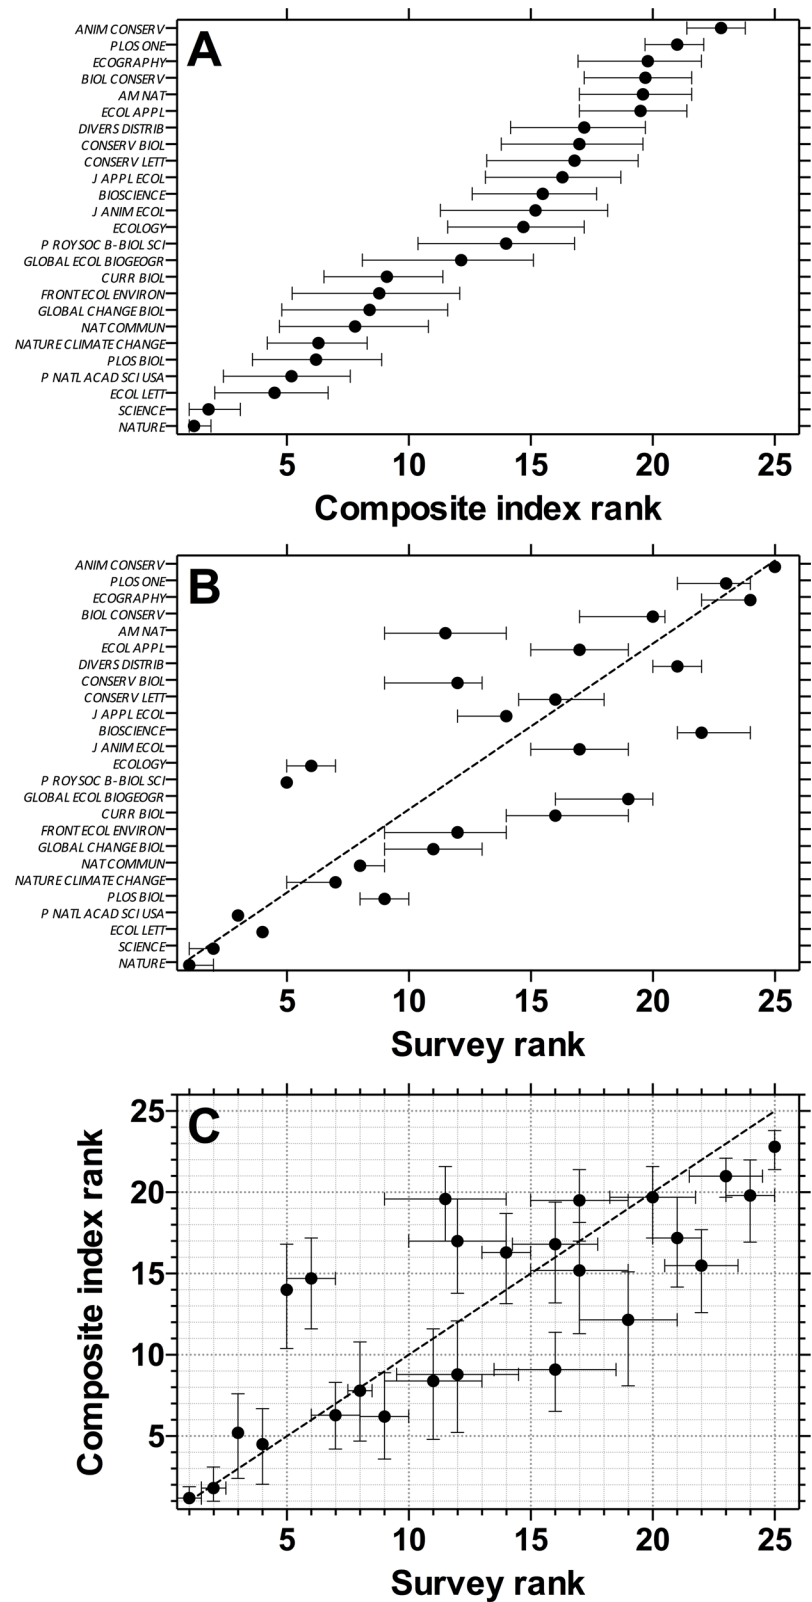 A
ANIM CONSERV
PLOS ONE
ECOGRAPHY
BIOL CONSERV
AM NAT
ECOL APPL
DIVERS DISTRIB
CONSERV BIOL
CONSERV LETT
J APPL ECOL
BIOSCIENCE
J ANIM ECOL
ECOLOGY
P ROY SOC B-BIOL SCI
GLOBAL ECOL BIOGEOGR
CURR BIOL
FRONT ECOL ENVIRON
GLOBAL CHANGE BIOL
NAT COMMUN
NATURE CLIMATE CHANGE
PLOS BIOL
P NATL ACAD SCI USA
ECOL LETT
SCIENCE
NATURE
5 10 15 20 25
Composite index rank
B
ANIM CONSERV
PLOS ONE
ECOGRAPHY
BIOL CONSERV
AM NAT
ECOL APPL
DIVERS DISTRIB
CONSERV BIOL
CONSERV LETT
J APPL ECOL
BIOSCIENCE
J ANIM ECOL
ECOLOGY
P ROY SOC B-BIOL SCI
GLOBAL ECOL BIOGEOGR
CURR BIOL
FRONT ECOL ENVIRON
GLOBAL CHANGE BIOL
NAT COMMUN
NATURE CLIMATE CHANGE
PLOS BIOL
P NATL ACAD SCI USA
ECOL LETT
SCIENCE
NATURE
5 10 15 20 25
Survey rank
C
Composite index rank
25
20
15
10
5
5 10 15 20 25
Survey rank